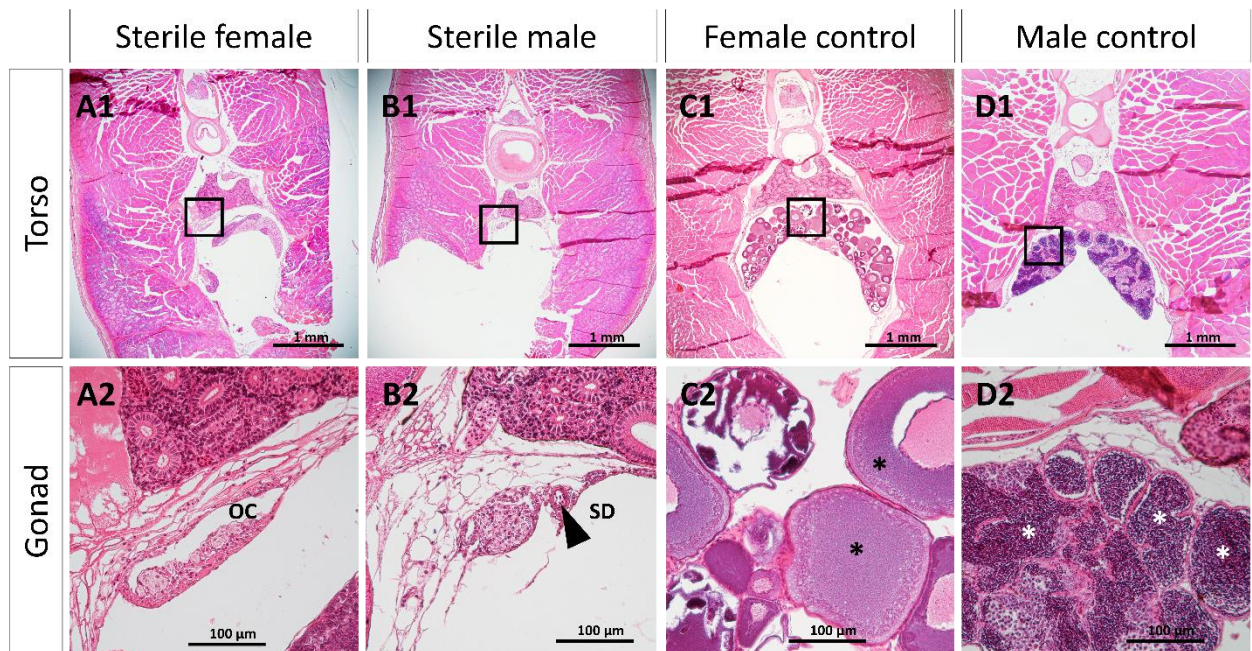 Sterile female
Sterile male
Female control
Male control
Torso
A1
B1
C1
D1
1 mm
1 mm
1 mm
1 mm
Gonad
A2
B2
C2
D2
OC
SD
*
*
*
*
*
100 µm
100 µm
100 µm
100 µm